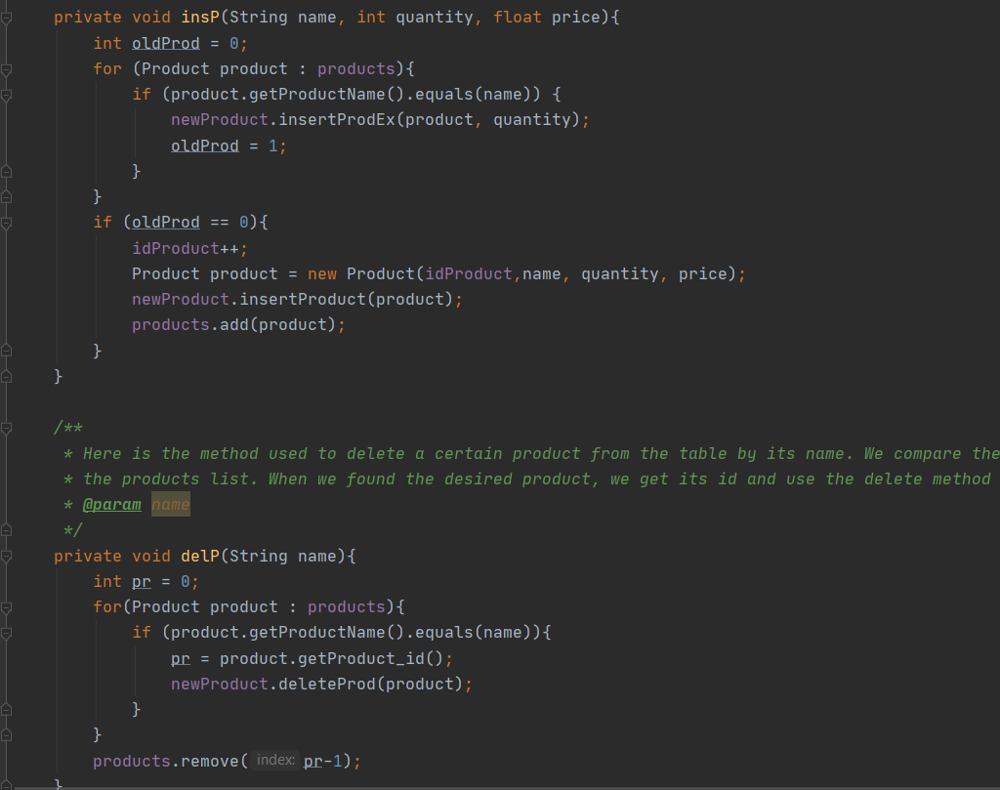 private void insP(String name, int quantity, float price){
int oldProd = 0;
for (Product product : products){
if (product.getProductName().equals(name)) {
newProduct.insertProdEx(product, quantity);
oldProd = 1;
}
}
if (oldProd == 0){
idProduct++;
Product product = new Product(idProduct,name, quantity, price);
newProduct.insertProduct(product);
products.add(product);
}
}
/**
* Here is the method used to delete a certain product from the table by its name. We compare the
* the products list. When we found the desired product, we get its id and use the delete method
* @param name
*/
private void delP(String name){
int pr = 0;
for(Product product : products){
if (product.getProductName().equals(name)){
pr = product.getProduct_id();
newProduct.deleteProd(product);
}
}
products.remove( index: pr-1);
}